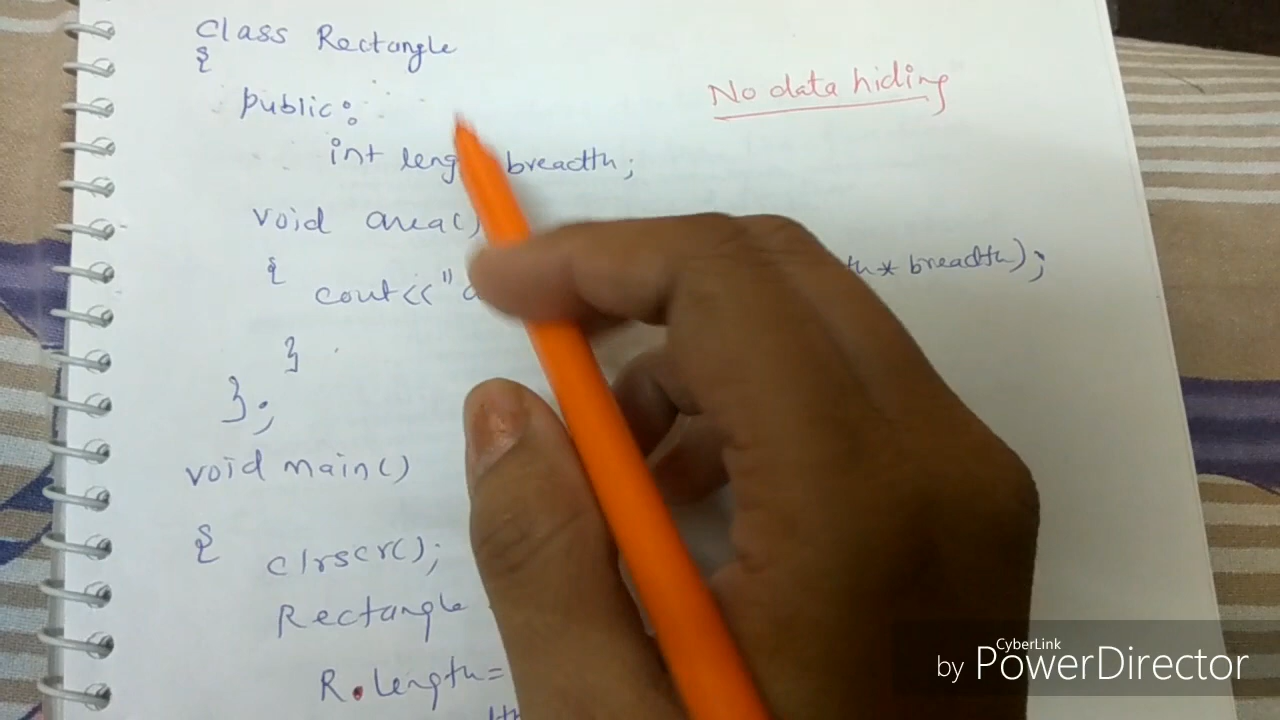 Class Rectangle
{
No data hiding
public:
int leng breadth;
void area()
{
cout<<"a th* breadth);
}
};
void main()
{ clrscr();
Rectangle
R.length=
CyberLink
by PowerDirector